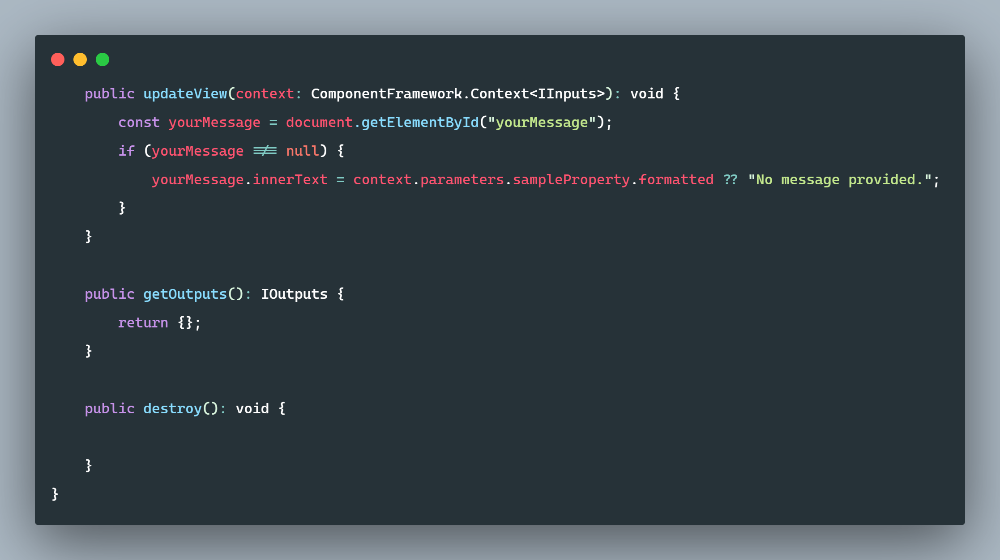 public updateView(context: ComponentFramework.Context<IInputs>): void {
const yourMessage = document.getElementById("yourMessage");
if (yourMessage !== null) {
yourMessage.innerText = context.parameters.sampleProperty.formatted ?? "No message provided.";
}
}
public getOutputs(): IOutputs {
return {};
}
public destroy(): void {
}
}